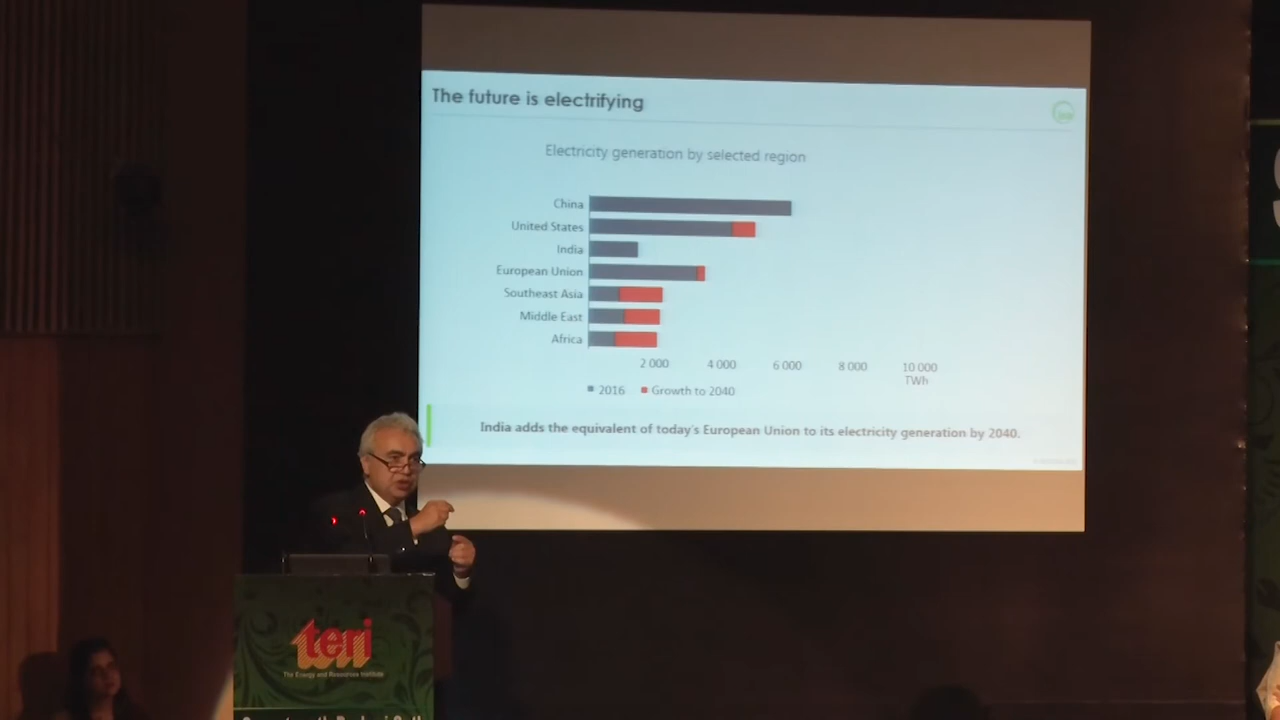 The future is electrifying
Electricity generation by selected region
China
United States
India
European Union
Southeast Asia
Middle East
Africa
2 000 4 000 6 000 8 000 10 000
TWh
2016 Growth to 2040
India adds the equivalent of today's European Union to its electricity generation by 2040.
teri
The Energy and Resources Institute